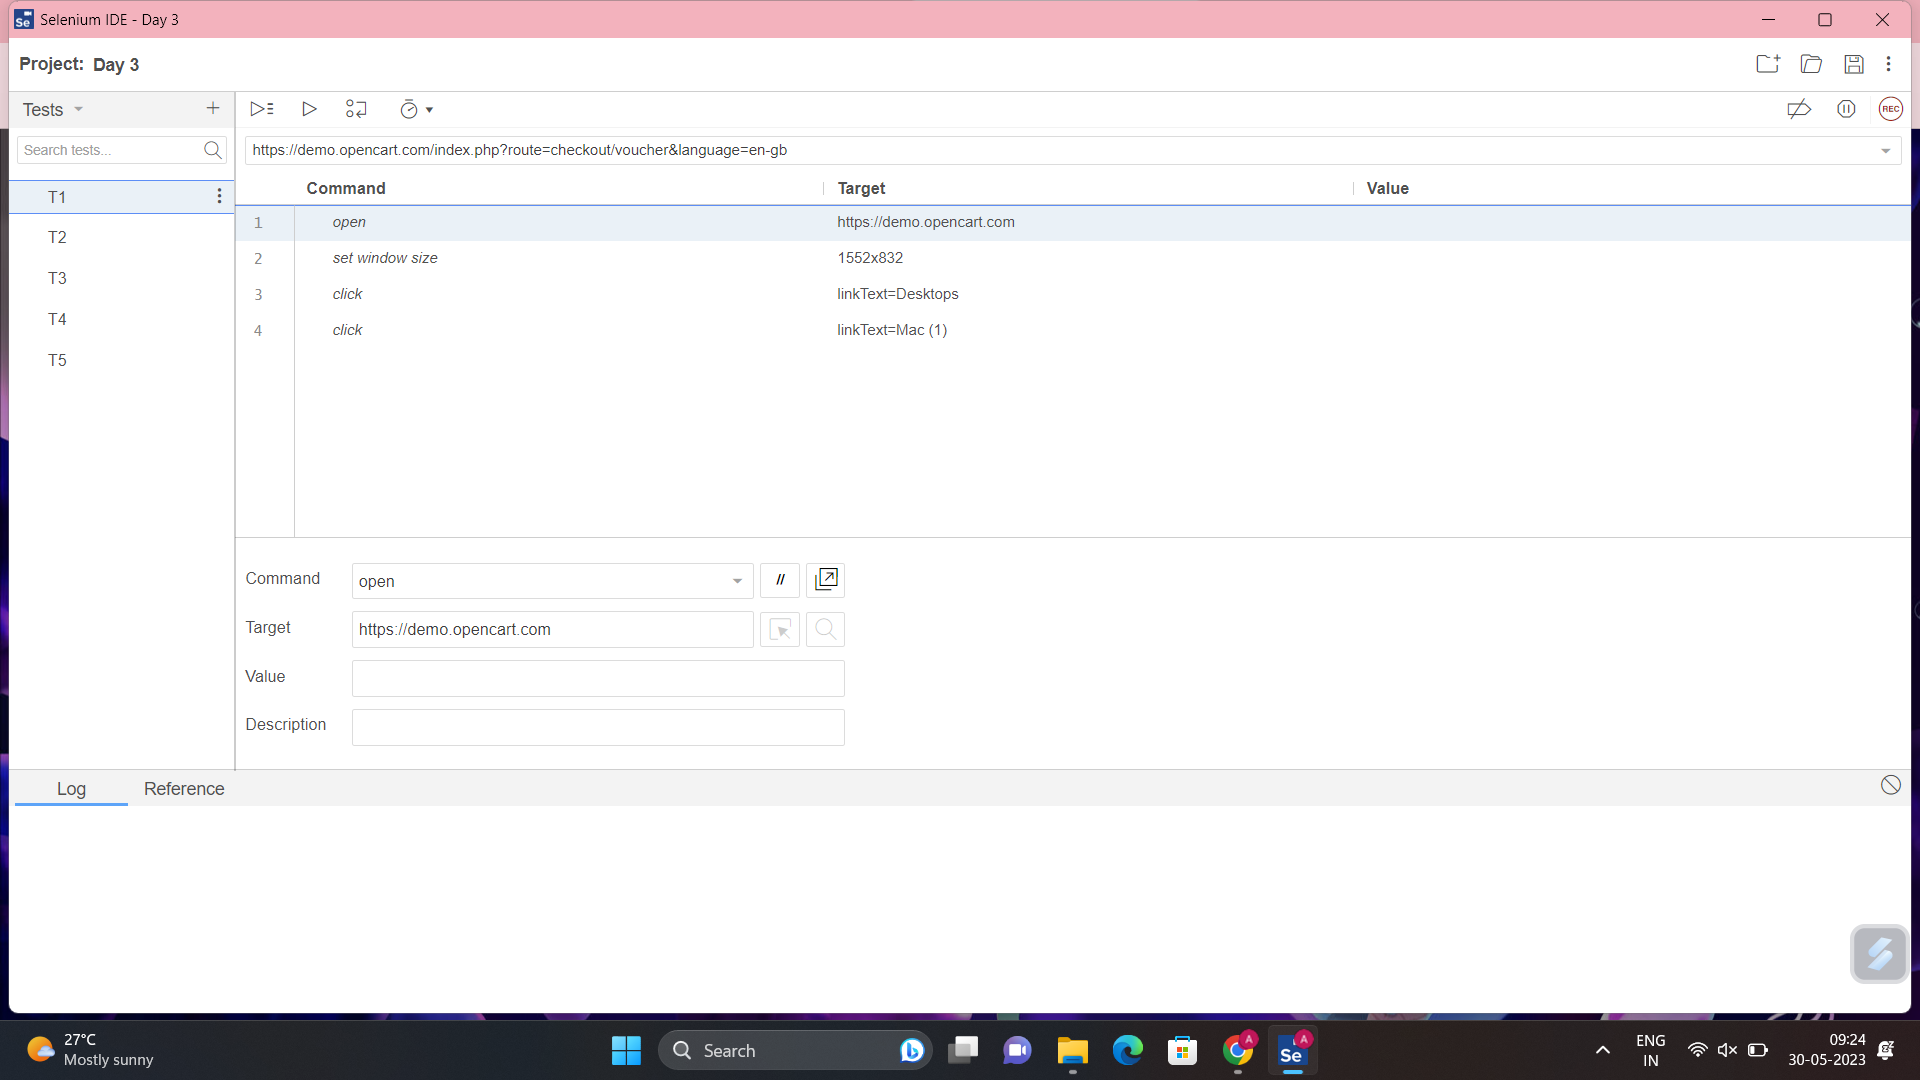 Selenium IDE - Day 3
Project: Day 3
Tests
REC
Search tests...
https://demo.opencart.com/index.php?route=checkout/voucher&language=en-gb
Command Target Value
T1
T2
T3
T4
T5
1 open https://demo.opencart.com
2 set window size 1552x832
3 click linkText=Desktops
4 click linkText=Mac (1)
Command open //
Target https://demo.opencart.com
Value
Description
Log Reference
27°C
Mostly sunny
Search
A
Se A
ENG
IN
09:24
30-05-2023